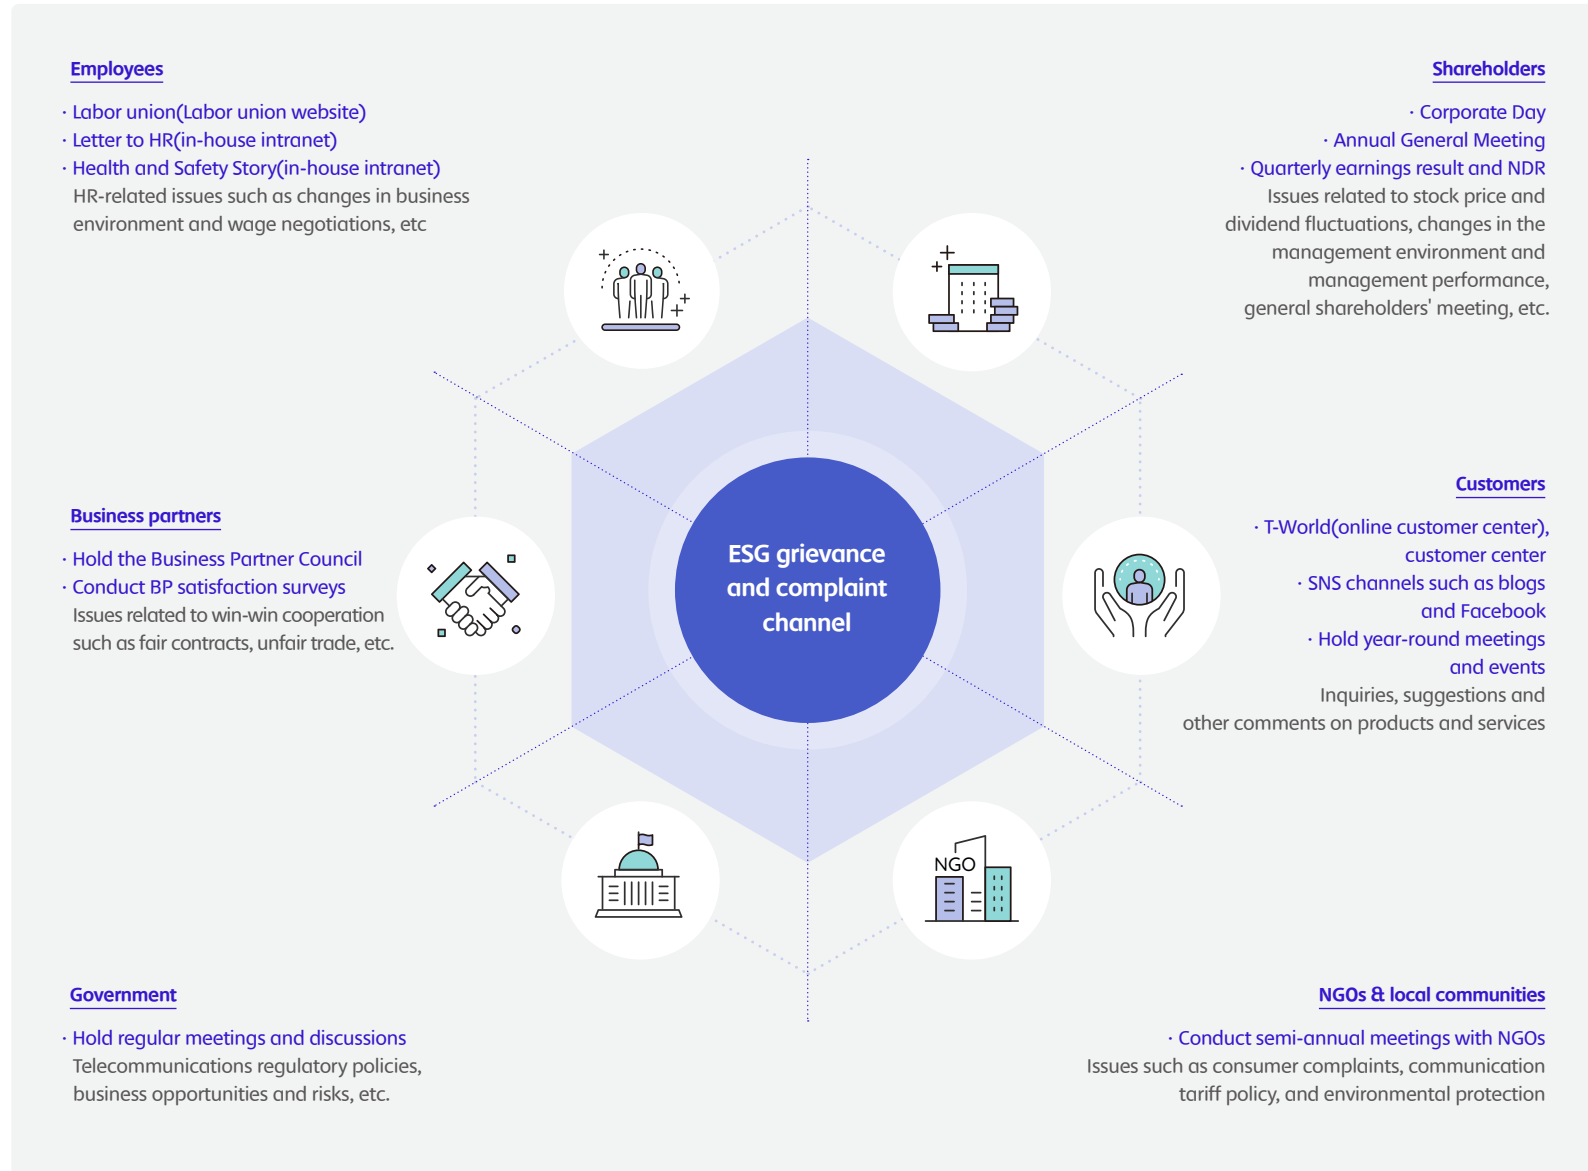 Employees
· Labor union(Labor union website)
· Letter to HR(in-house intranet)
· Health and Safety Story(in-house intranet)
HR-related issues such as changes in business
environment and wage negotiations, etc
Shareholders
· Corporate Day
· Annual General Meeting
· Quarterly earnings result and NDR
Issues related to stock price and
dividend fluctuations, changes in the
management environment and
management performance,
general shareholders' meeting, etc.
Business partners
· Hold the Business Partner Council
· Conduct BP satisfaction surveys
Issues related to win-win cooperation
such as fair contracts, unfair trade, etc.
ESG grievance
and complaint
channel
Customers
· T-World(online customer center),
customer center
· SNS channels such as blogs
and Facebook
· Hold year-round meetings
and events
Inquiries, suggestions and
other comments on products and services
NGO
Government
· Hold regular meetings and discussions
Telecommunications regulatory policies,
business opportunities and risks, etc.
NGOs & local communities
· Conduct semi-annual meetings with NGOs
Issues such as consumer complaints, communication
tariff policy, and environmental protection